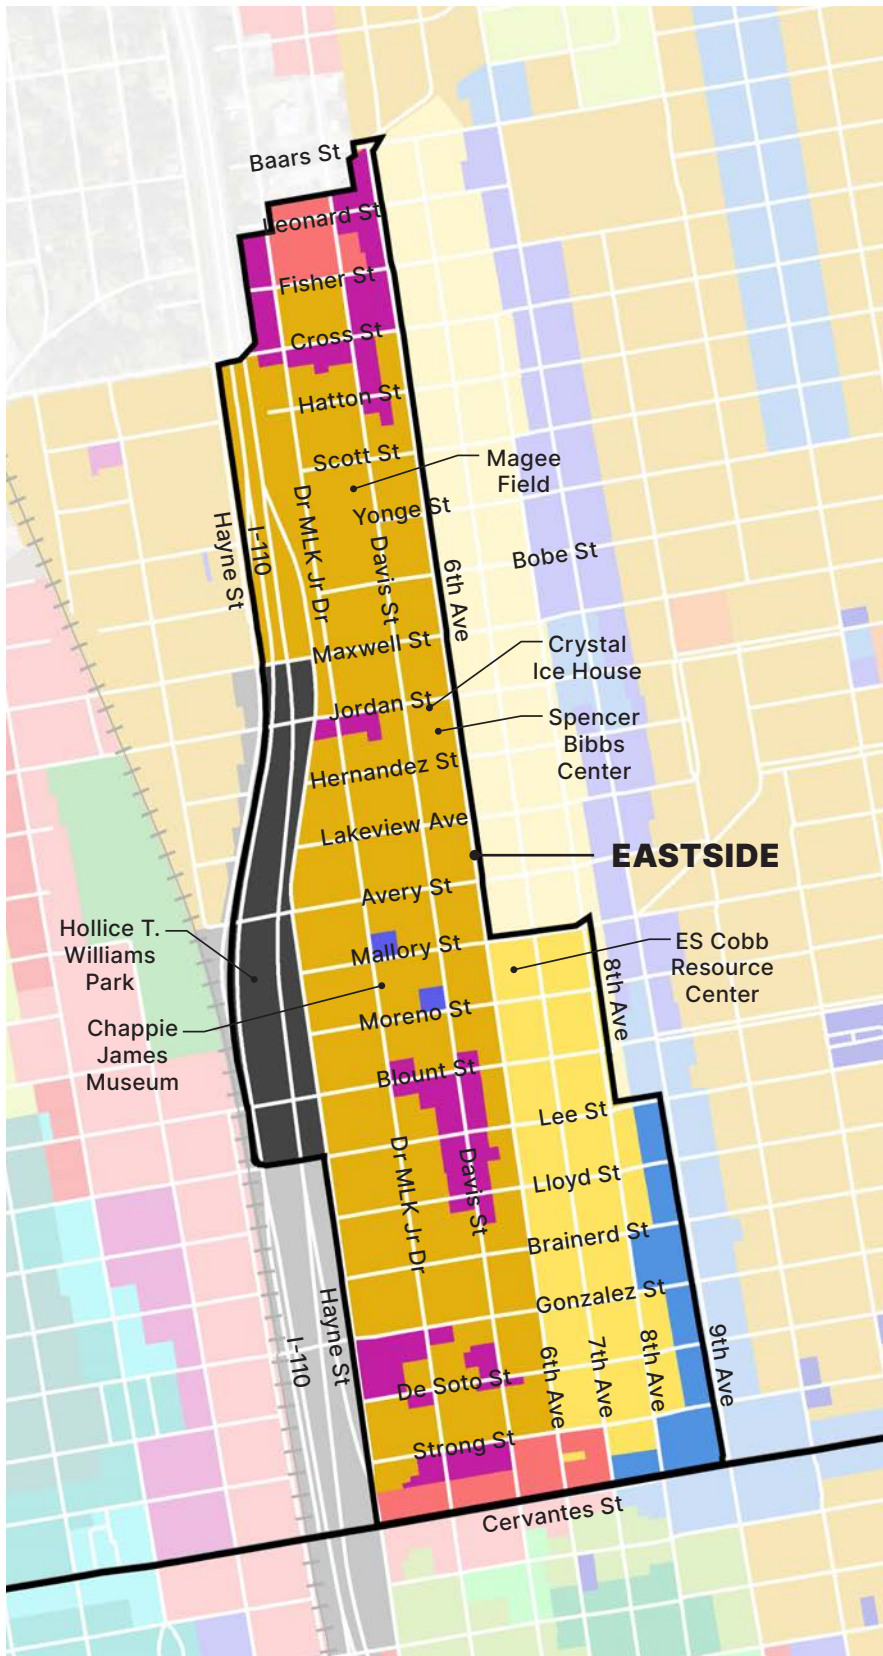 Baars St
Leonard St
Fisher St
Cross St
Hatton St
Scott St
Magee
Field
Yonge St
Hayne St
I-110
Dr MLK Jr Dr
Davis St
6th Ave
Bobe St
Maxwell St
Crystal
Ice House
Jordan St
Spencer
Bibbs
Center
Hernandez St
Lakeview Ave
EASTSIDE
Avery St
Hollice T.
Williams
Park
Mallory St
ES Cobb
Resource
Center
8th Ave
Chappie
James
Museum
Moreno St
Blount St
Lee St
Dr MLK Jr Dr
Davis St
Lloyd St
Brainerd St
Gonzalez St
Hayne St
I-110
6th Ave
7th Ave
8th Ave
9th Ave
De Soto St
Strong St
Cervantes St